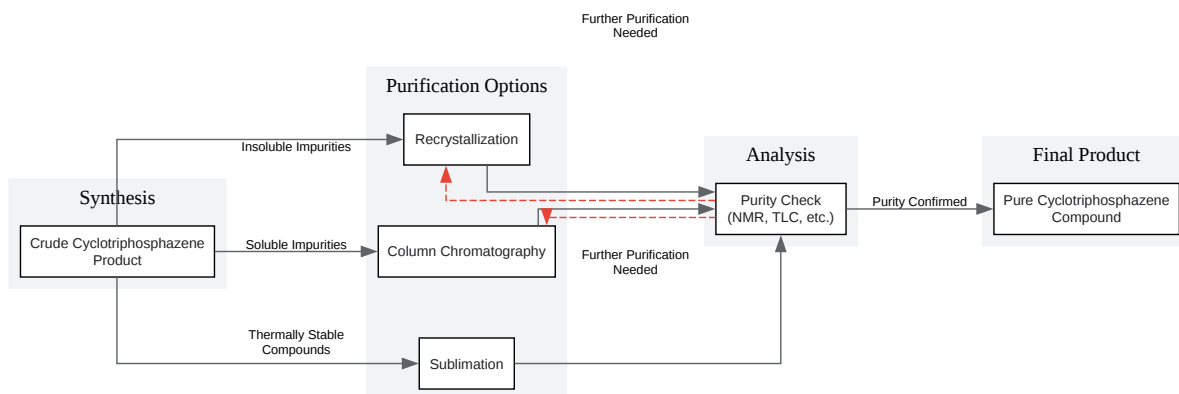 Further Purification
Needed
Purification Options
Recrystallization
Insoluble Impurities
Analysis
Final Product
Synthesis
Purity Check
(NMR, TLC, etc.)
Purity Confirmed
Pure Cyclotriphosphazene
Compound
Crude Cyclotriphosphazene
Product
Soluble Impurities
Column Chromatography
Further Purification
Needed
Thermally Stable
Compounds
Sublimation